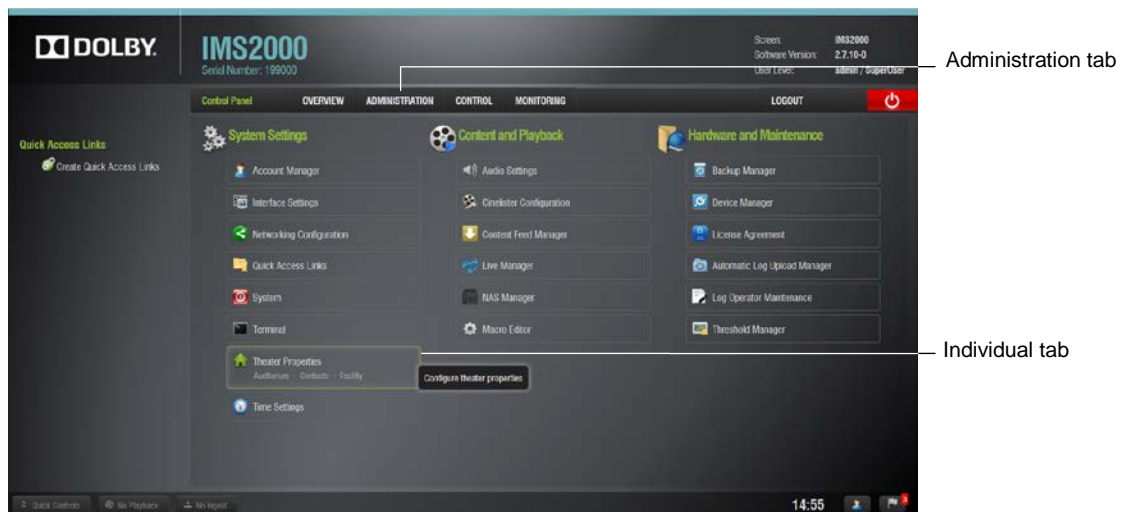 DOLBY.
IMS2000
Serial Number: 199000
Screen: IMS2000
Software Version: 2.7.10-0
User Level: admin / SuperUser
Administration tab
Control Panel OVERVIEW ADMINISTRATION CONTROL MONITORING LOGOUT
Quick Access Links
Create Quick Access Links
System Settings
Account Manager
Interface Settings
Networking Configuration
Quick Access Links
System
Terminal
Theater Properties
Auditorium - Contacts - Facility
Configure theater properties
Time Settings
Content and Playback
Audio Settings
Cinelister Configuration
Content Feed Manager
Live Manager
NAS Manager
Macro Editor
Hardware and Maintenance
Backup Manager
Device Manager
License Agreement
Automatic Log Upload Manager
Log Operator Maintenance
Threshold Manager
Individual tab
Quick Controls No Playback No Ingest
14:55
3